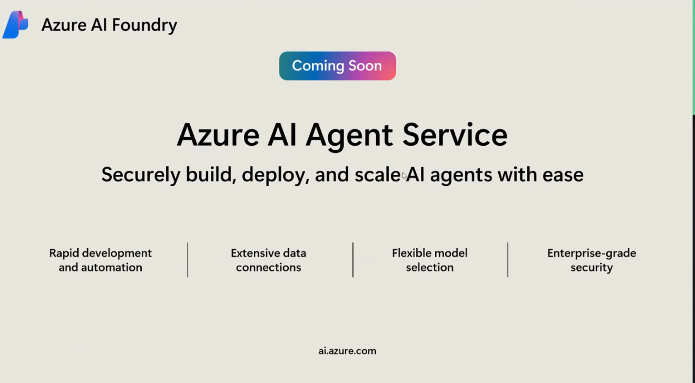 Azure AI Foundry
Coming Soon
Azure AI Agent Service
Securely build, deploy, and scale AI agents with ease
Rapid development
and automation
Extensive data
connections
Flexible model
selection
Enterprise-grade
security
ai.azure.com